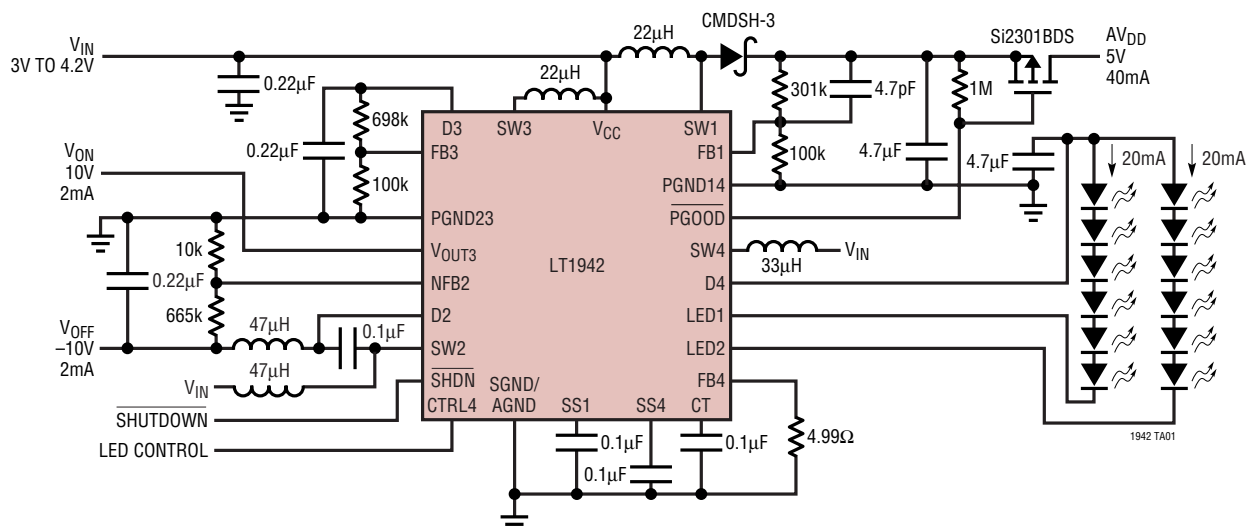 V_IN
3V TO 4.2V
22µH
CMDSH-3
Si2301BDS
AV_DD
5V
40mA
0.22µF
22µH
301k
4.7pF
1M
698k
D3
SW3
V_CC
SW1
V_ON
10V
2mA
0.22µF
FB3
FB1
100k
100k
4.7µF
4.7µF
20mA
20mA
PGND14
PGND23
PGOOD
10k
V_OUT3
LT1942
SW4
33µH
V_IN
0.22µF
NFB2
D4
665k
D2
LED1
V_OFF
–10V
2mA
47µH
0.1µF
SW2
LED2
V_IN
47µH
SHDN
SGND/
AGND
FB4
CTRL4
SS1
SS4
CT
SHUTDOWN
4.99Ω
LED CONTROL
0.1µF
0.1µF
0.1µF
1942 TA01